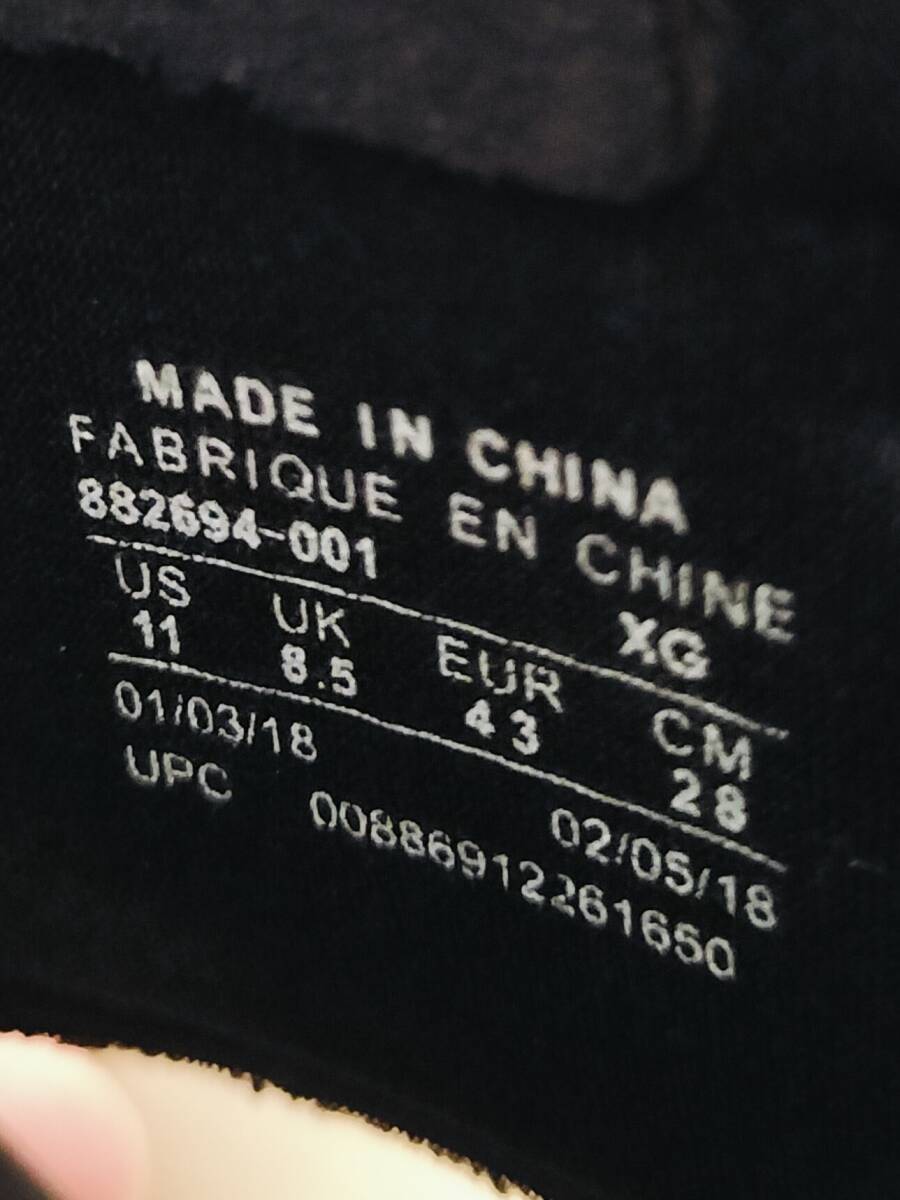 MADE IN CHINA
FABRIQUE EN CHINE
882694-001 XG
US UK EUR CM
11 8.5 43 28
01/03/18 02/05/18
UPC 00886912261650